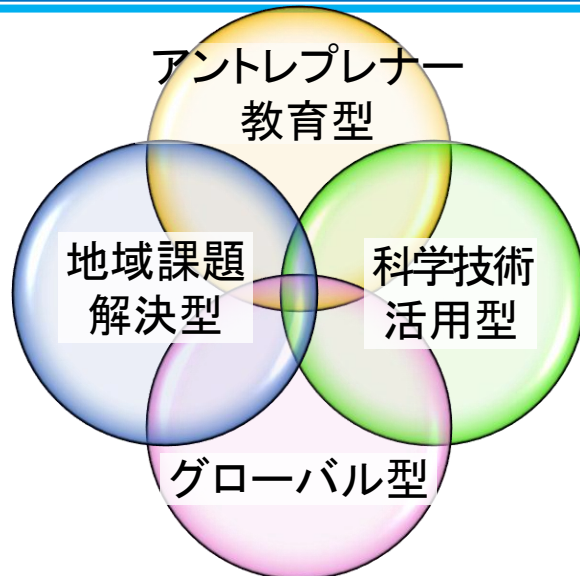 アントレプレナー
教育型
地域課題
解決型
科学技術
活用型
グローバル型